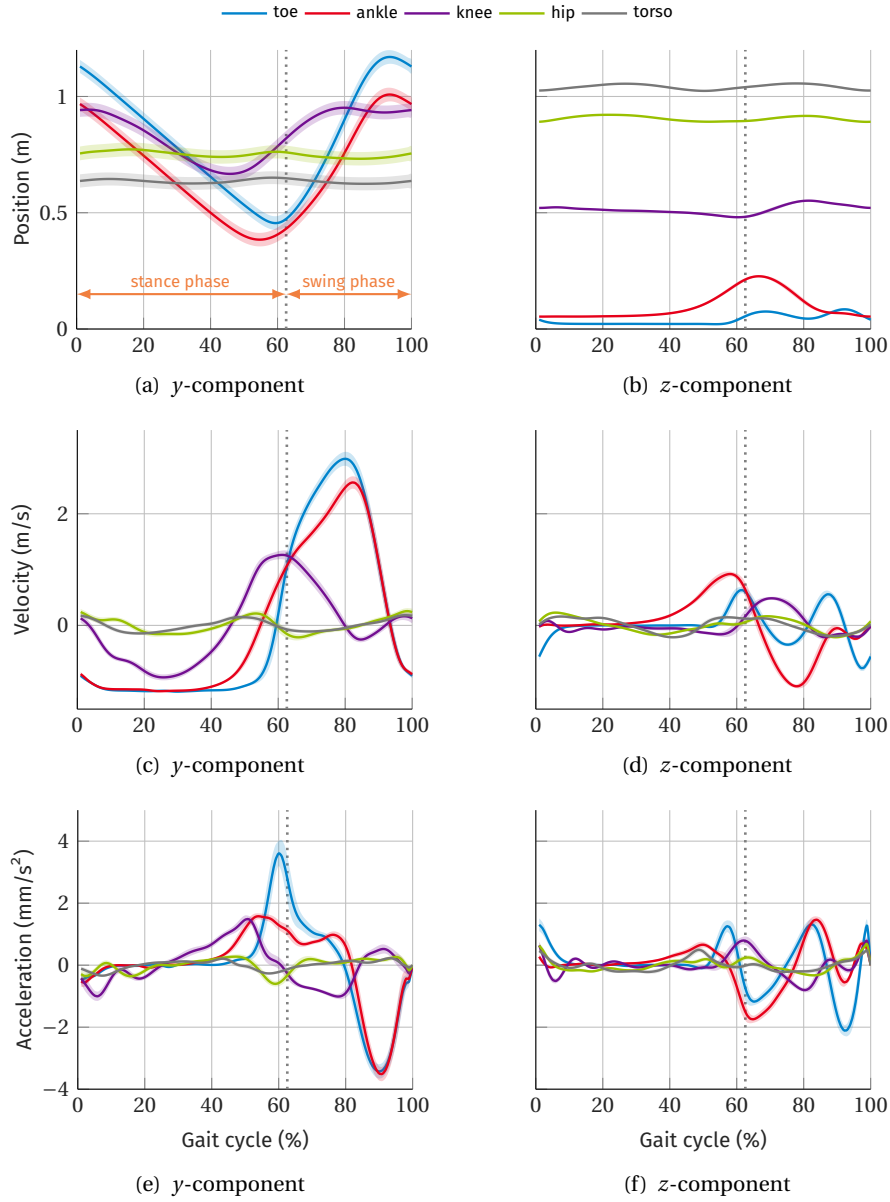 toe ankle knee hip torso
Position (m)
1
0.5
0
stance phase swing phase
0 20 40 60 80 100
0 20 40 60 80 100
(a) y-component
(b) z-component
Velocity (m/s)
2
0
0 20 40 60 80 100
0 20 40 60 80 100
(c) y-component
(d) z-component
Acceleration (mm/s²)
4
2
0
−2
−4
0 20 40 60 80 100
0 20 40 60 80 100
Gait cycle (%)
Gait cycle (%)
(e) y-component
(f) z-component